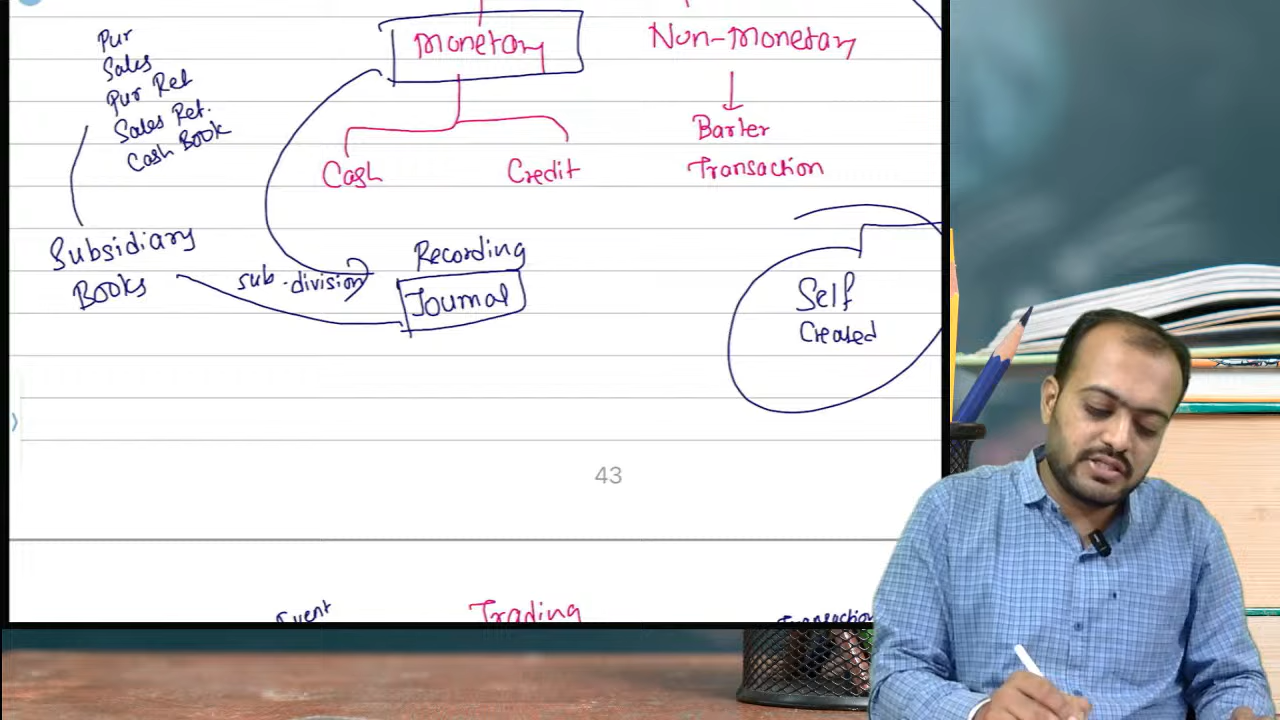 Pur
Sales
Pur Ret
Sales Ret.
Cash Book
Monetary
Non-Monetary
Barter
Transaction
Cash
Credit
Subsidiary
Books
sub-division
Recording
Journal
Self
Created
43
Event
Trading
Transaction